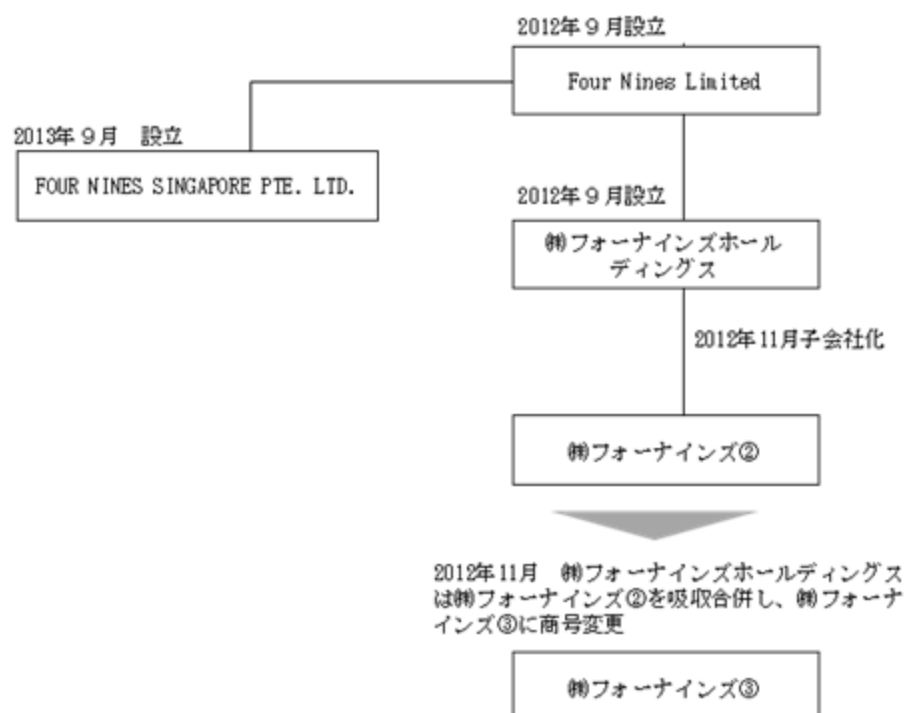 2012年9月設立
Four Nines Limited
2013年9月　設立
FOUR NINES SINGAPORE PTE. LTD.
2012年9月設立
㈱フォーナインズホール
ディングス
2012年11月子会社化
㈱フォーナインズ②
2012年11月　㈱フォーナインズホールディングス
は㈱フォーナインズ②を吸収合併し、㈱フォーナ
インズ③に商号変更
㈱フォーナインズ③